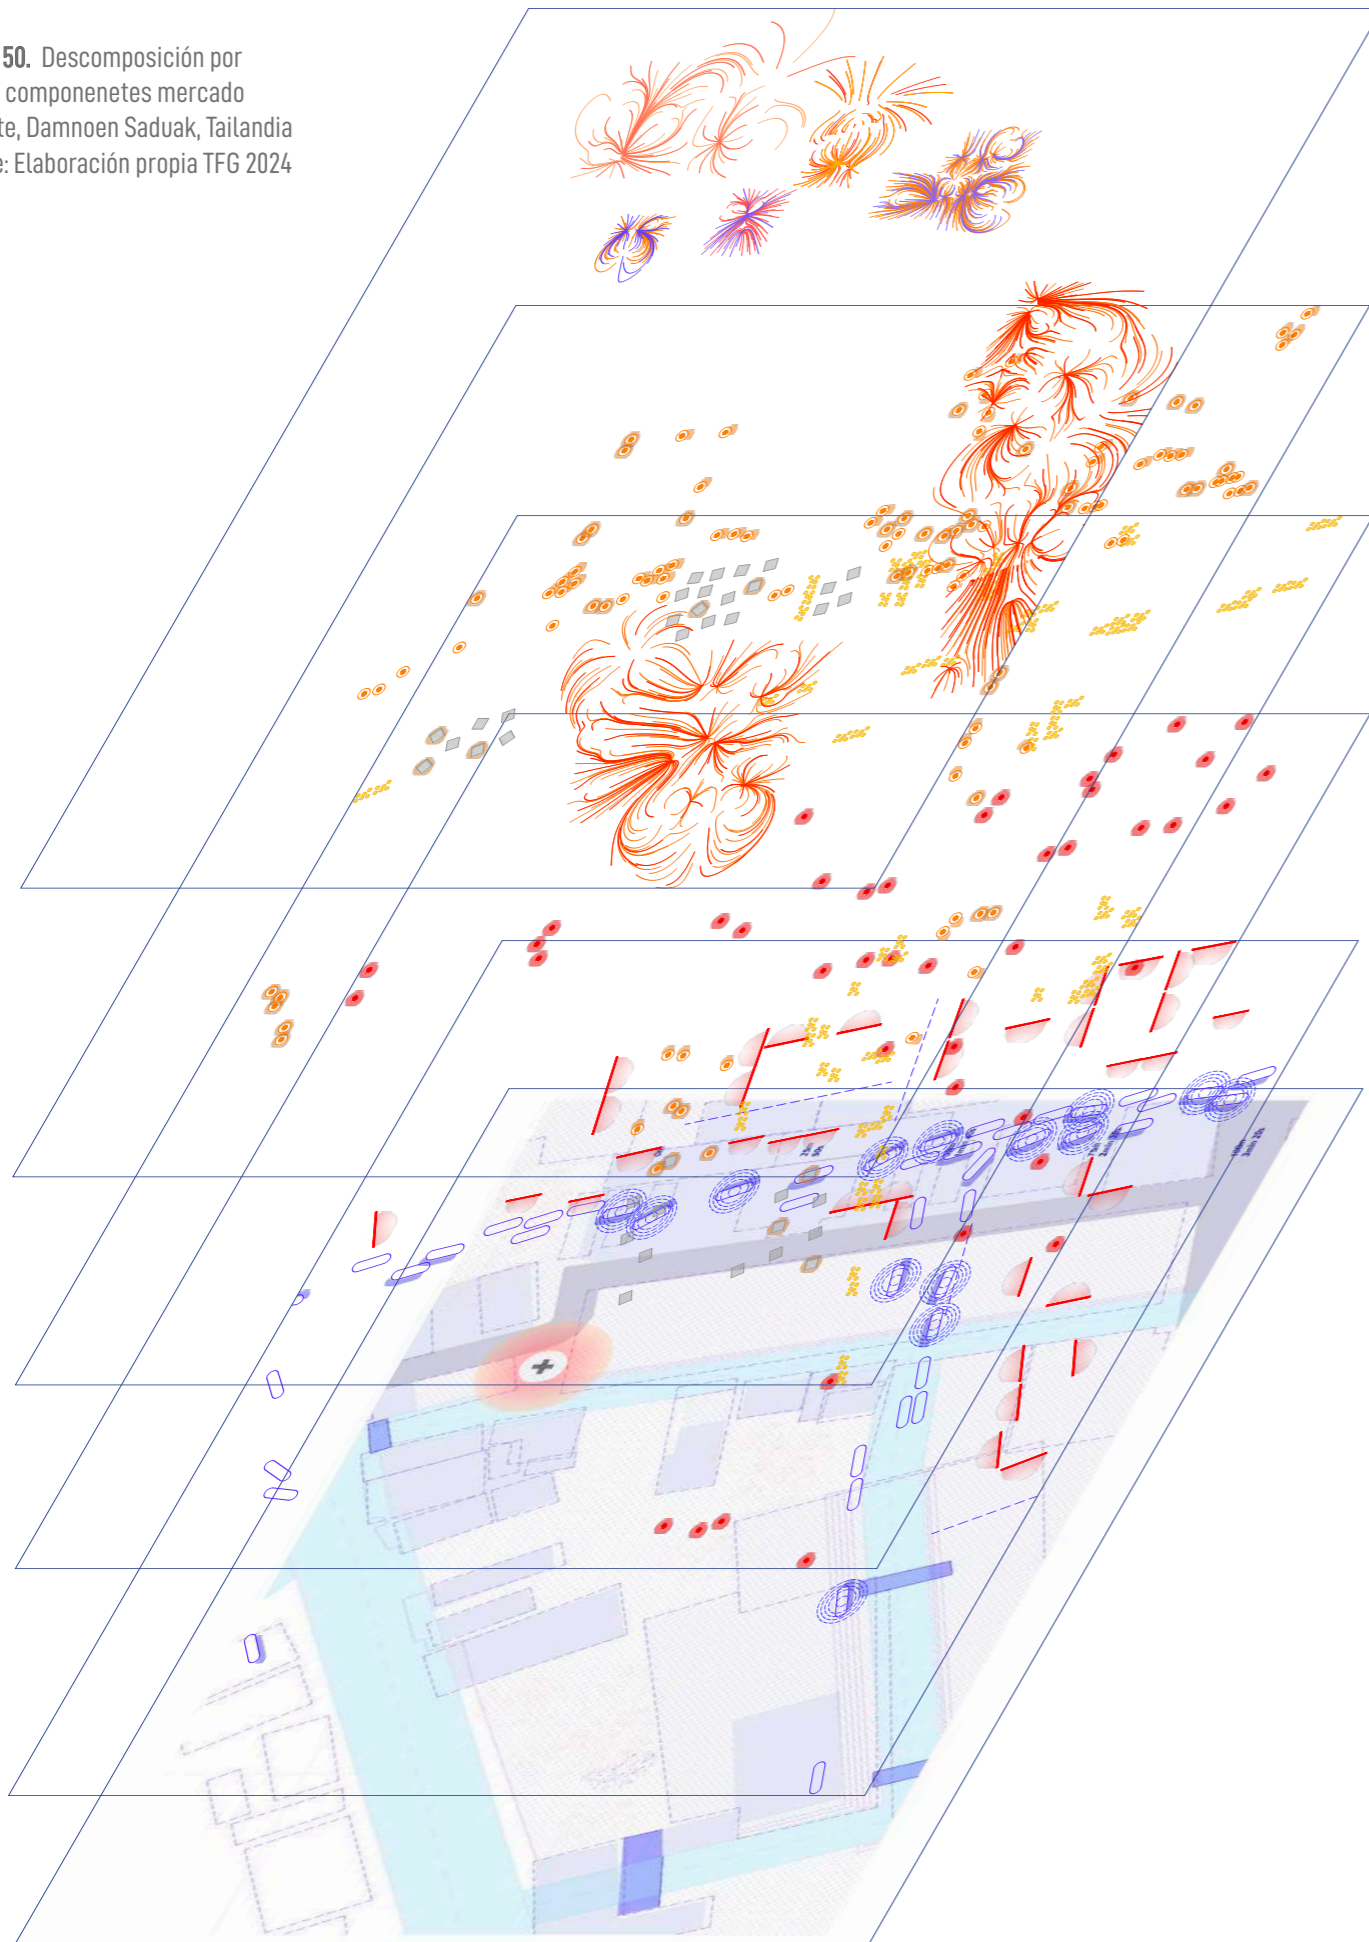 50. Descomposición por
componenetes mercado
te, Damnoen Saduak, Tailandia
e: Elaboración propia TFG 2024